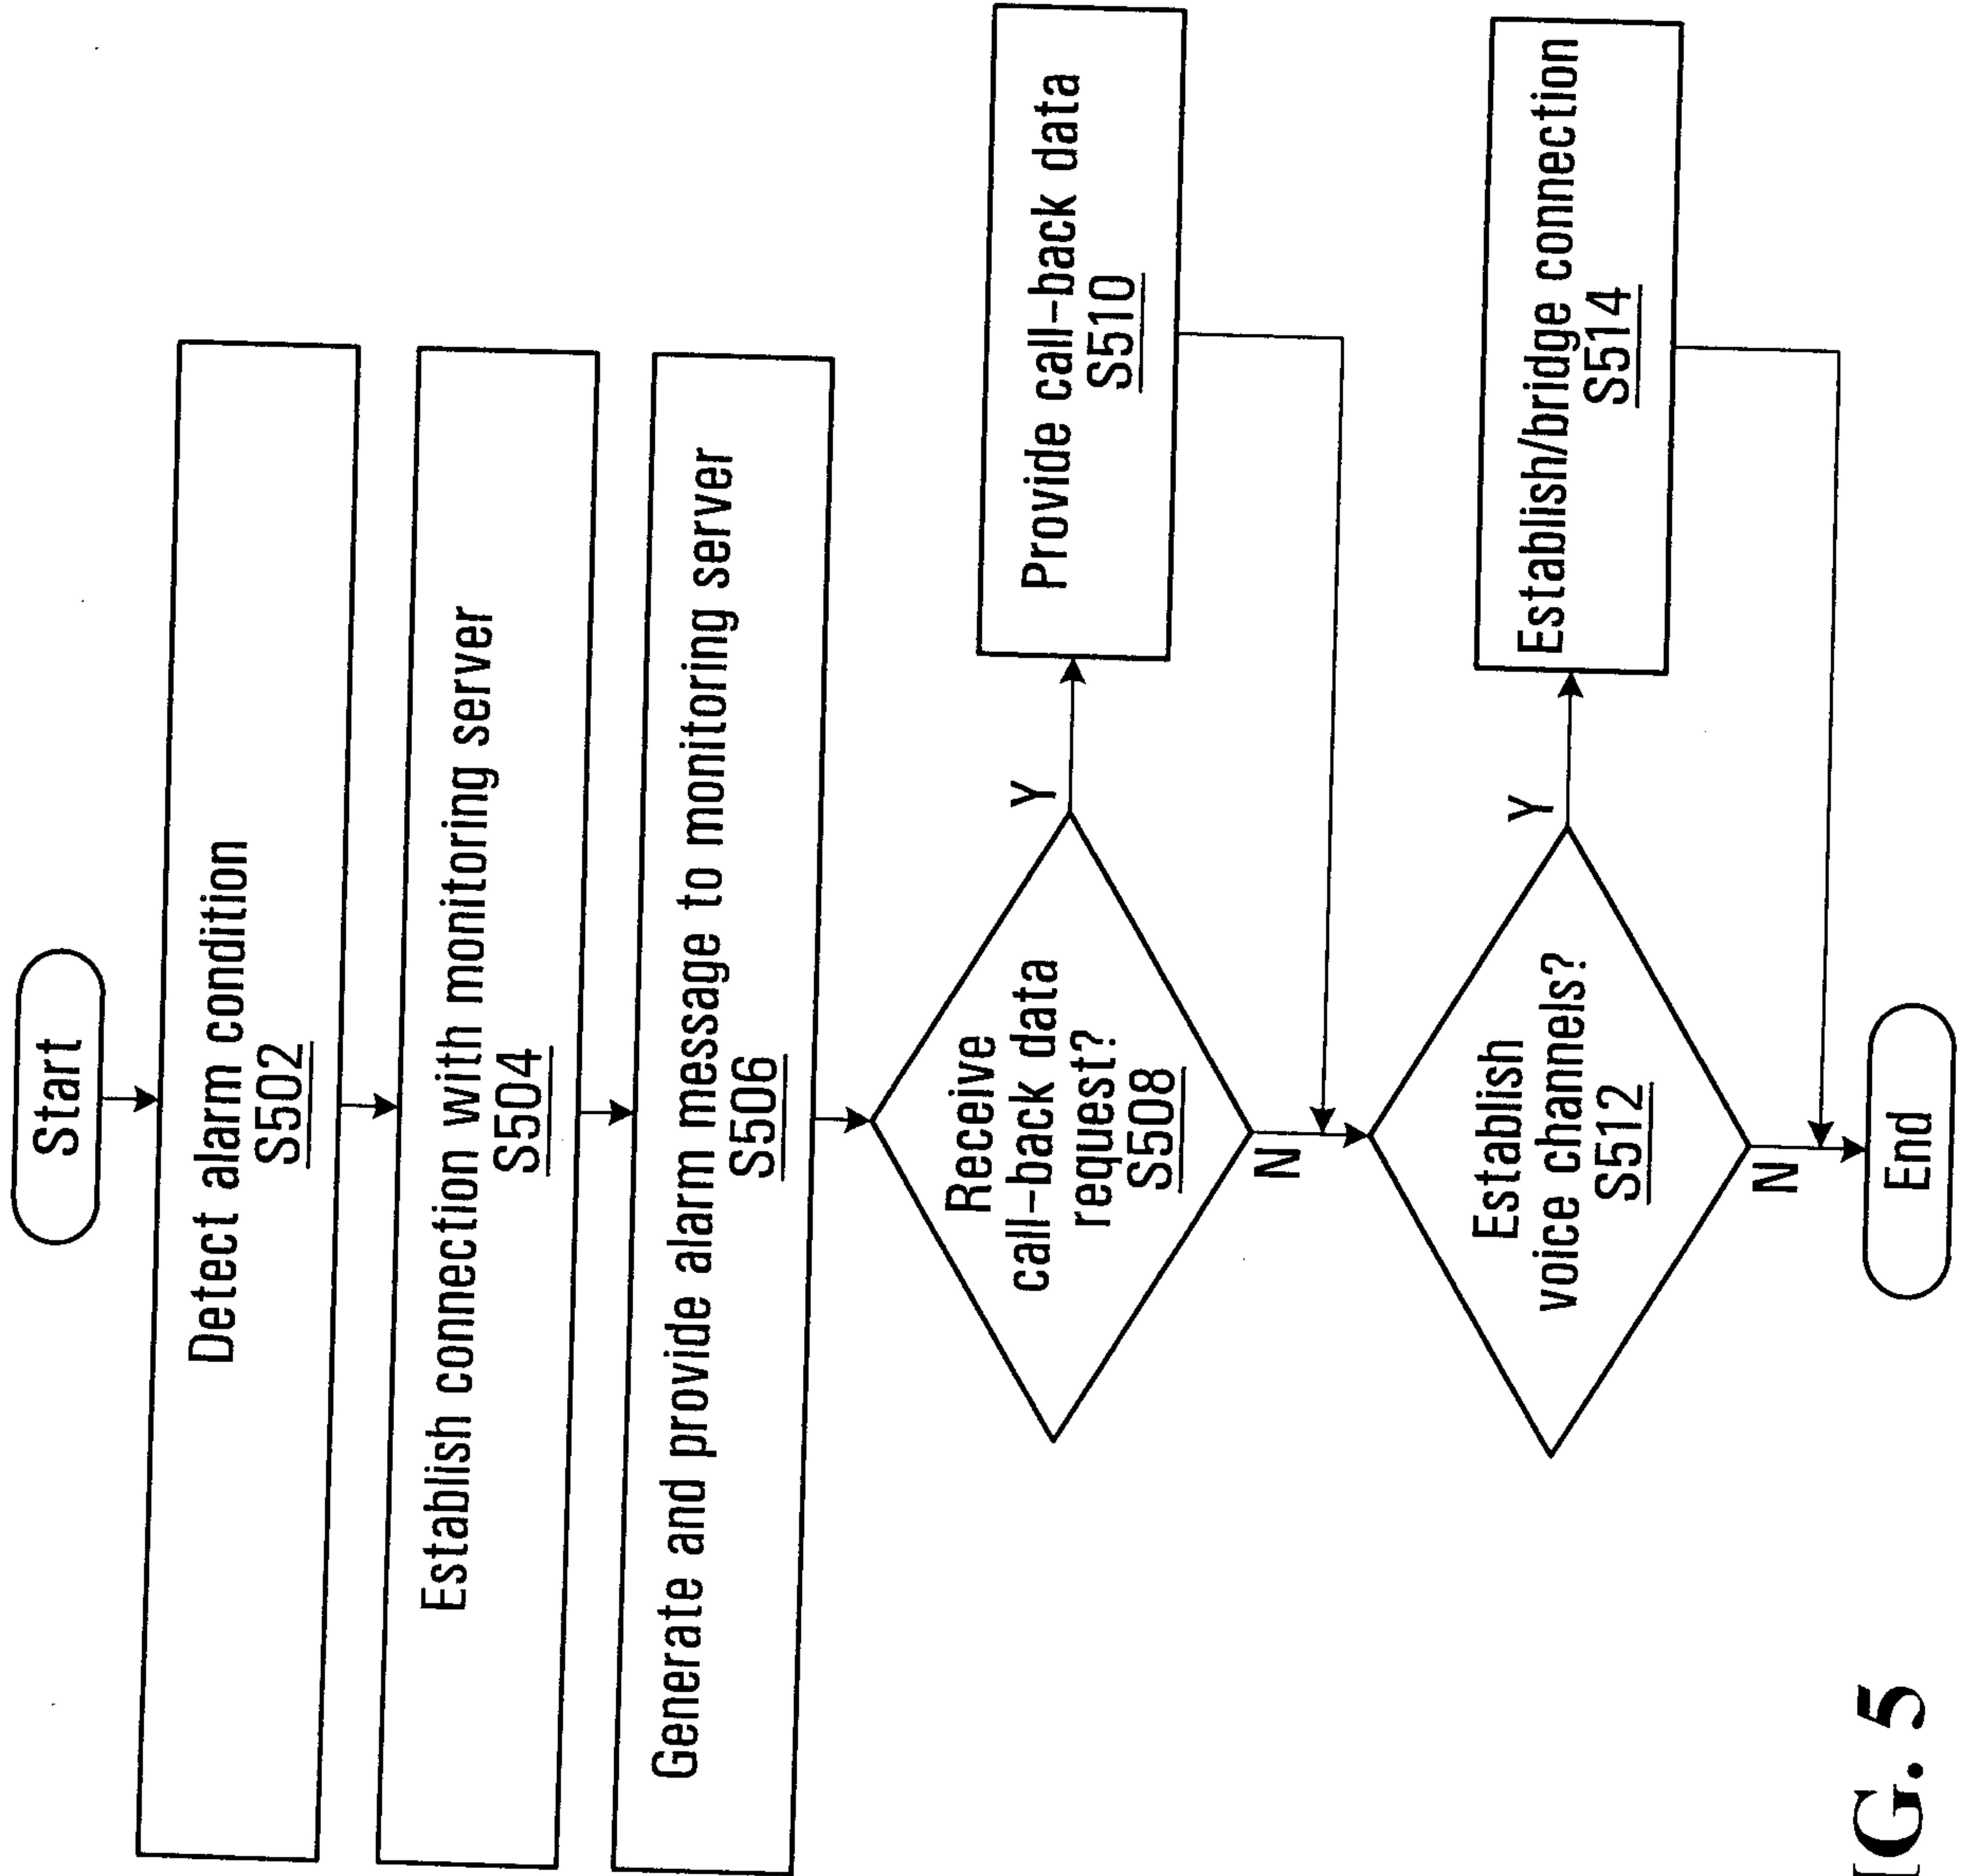 Start
Detect alarm condition
S502
Establish connection with monitoring server
S504
Generate and provide alarm message to monitoring server
S506
Receive
call-back data
request?
S508
Y
Provide call-back data
S510
N
Establish
voice channels?
S512
Y
Establish/bridge connection
S514
N
End
IG. 5